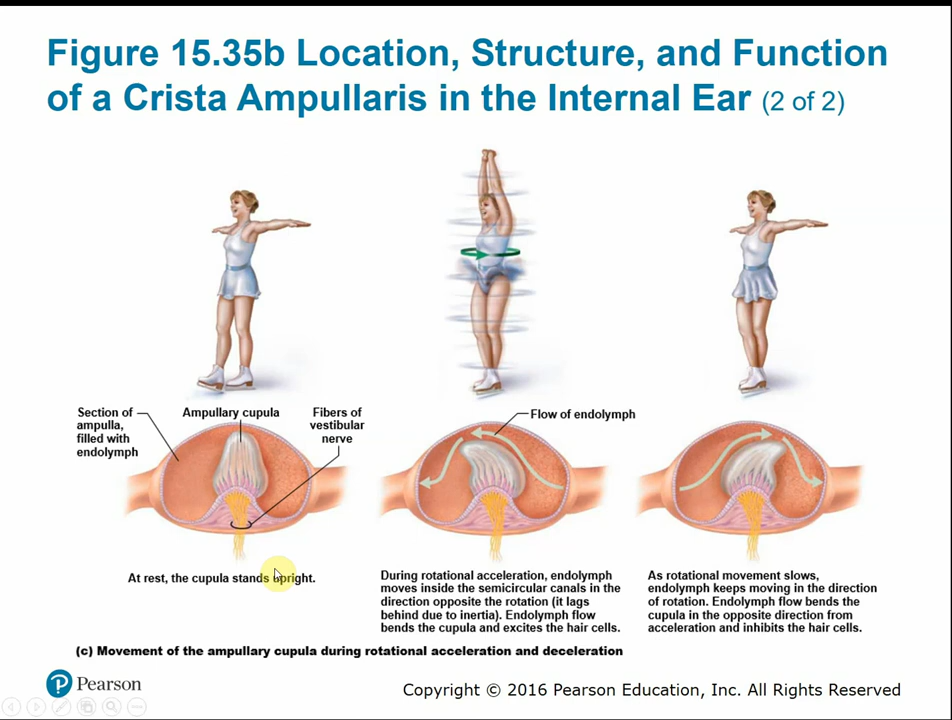 Figure 15.35b Location, Structure, and Function
of a Crista Ampullaris in the Internal Ear (2 of 2)
Section of
ampulla,
filled with
endolymph
Ampullary cupula
Fibers of
vestibular
nerve
Flow of endolymph
At rest, the cupula stands upright.
During rotational acceleration, endolymph
moves inside the semicircular canals in the
direction opposite the rotation (it lags
behind due to inertia). Endolymph flow
bends the cupula and excites the hair cells.
As rotational movement slows,
endolymph keeps moving in the direction
of rotation. Endolymph flow bends the
cupula in the opposite direction from
acceleration and inhibits the hair cells.
(c) Movement of the ampullary cupula during rotational acceleration and deceleration
P Pearson
Copyright © 2016 Pearson Education, Inc. All Rights Reserved